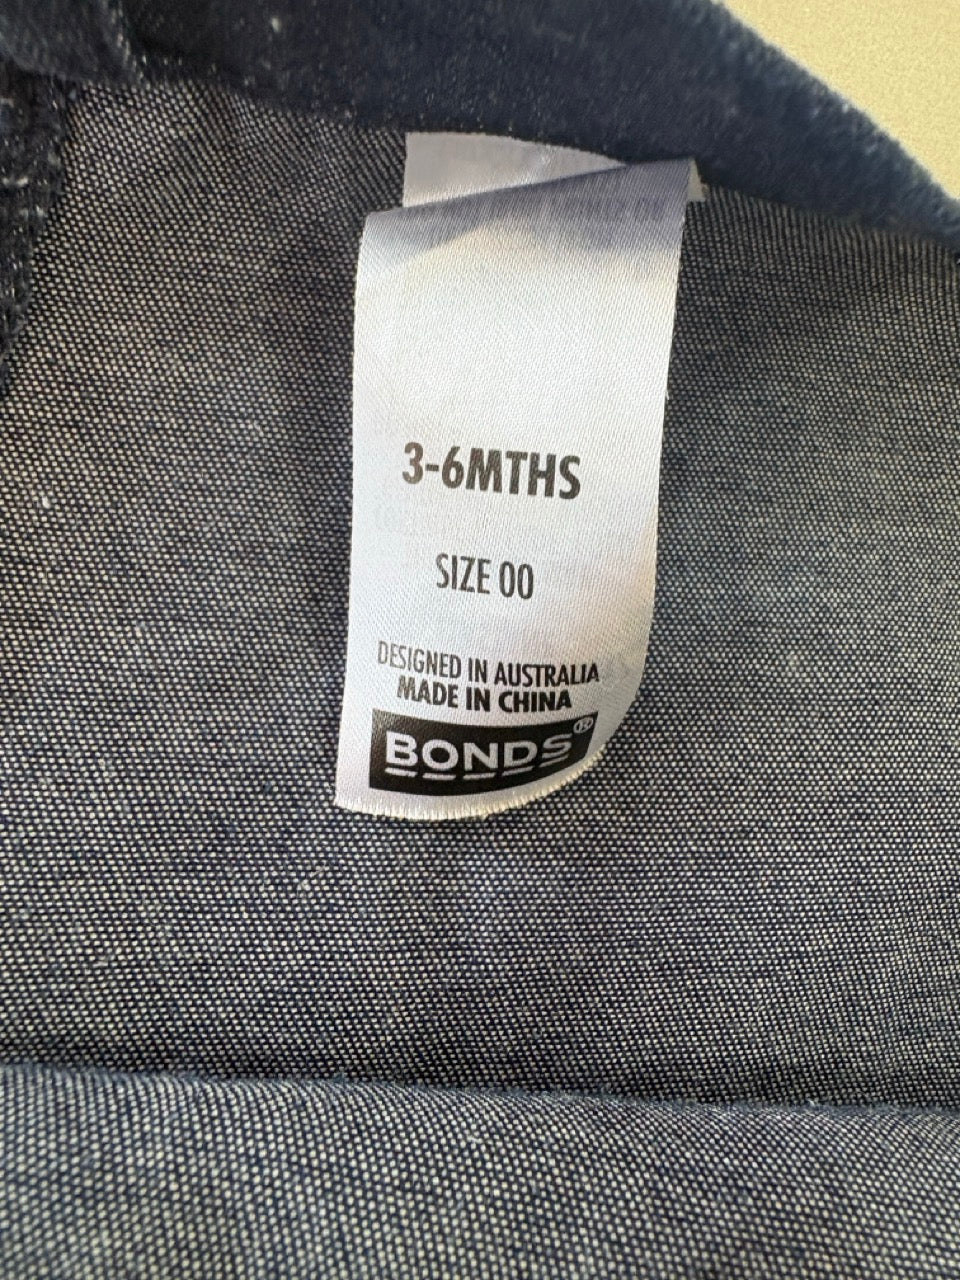 3-6MTHS
SIZE 00
DESIGNED IN AUSTRALIA
MADE IN CHINA
BONDS®